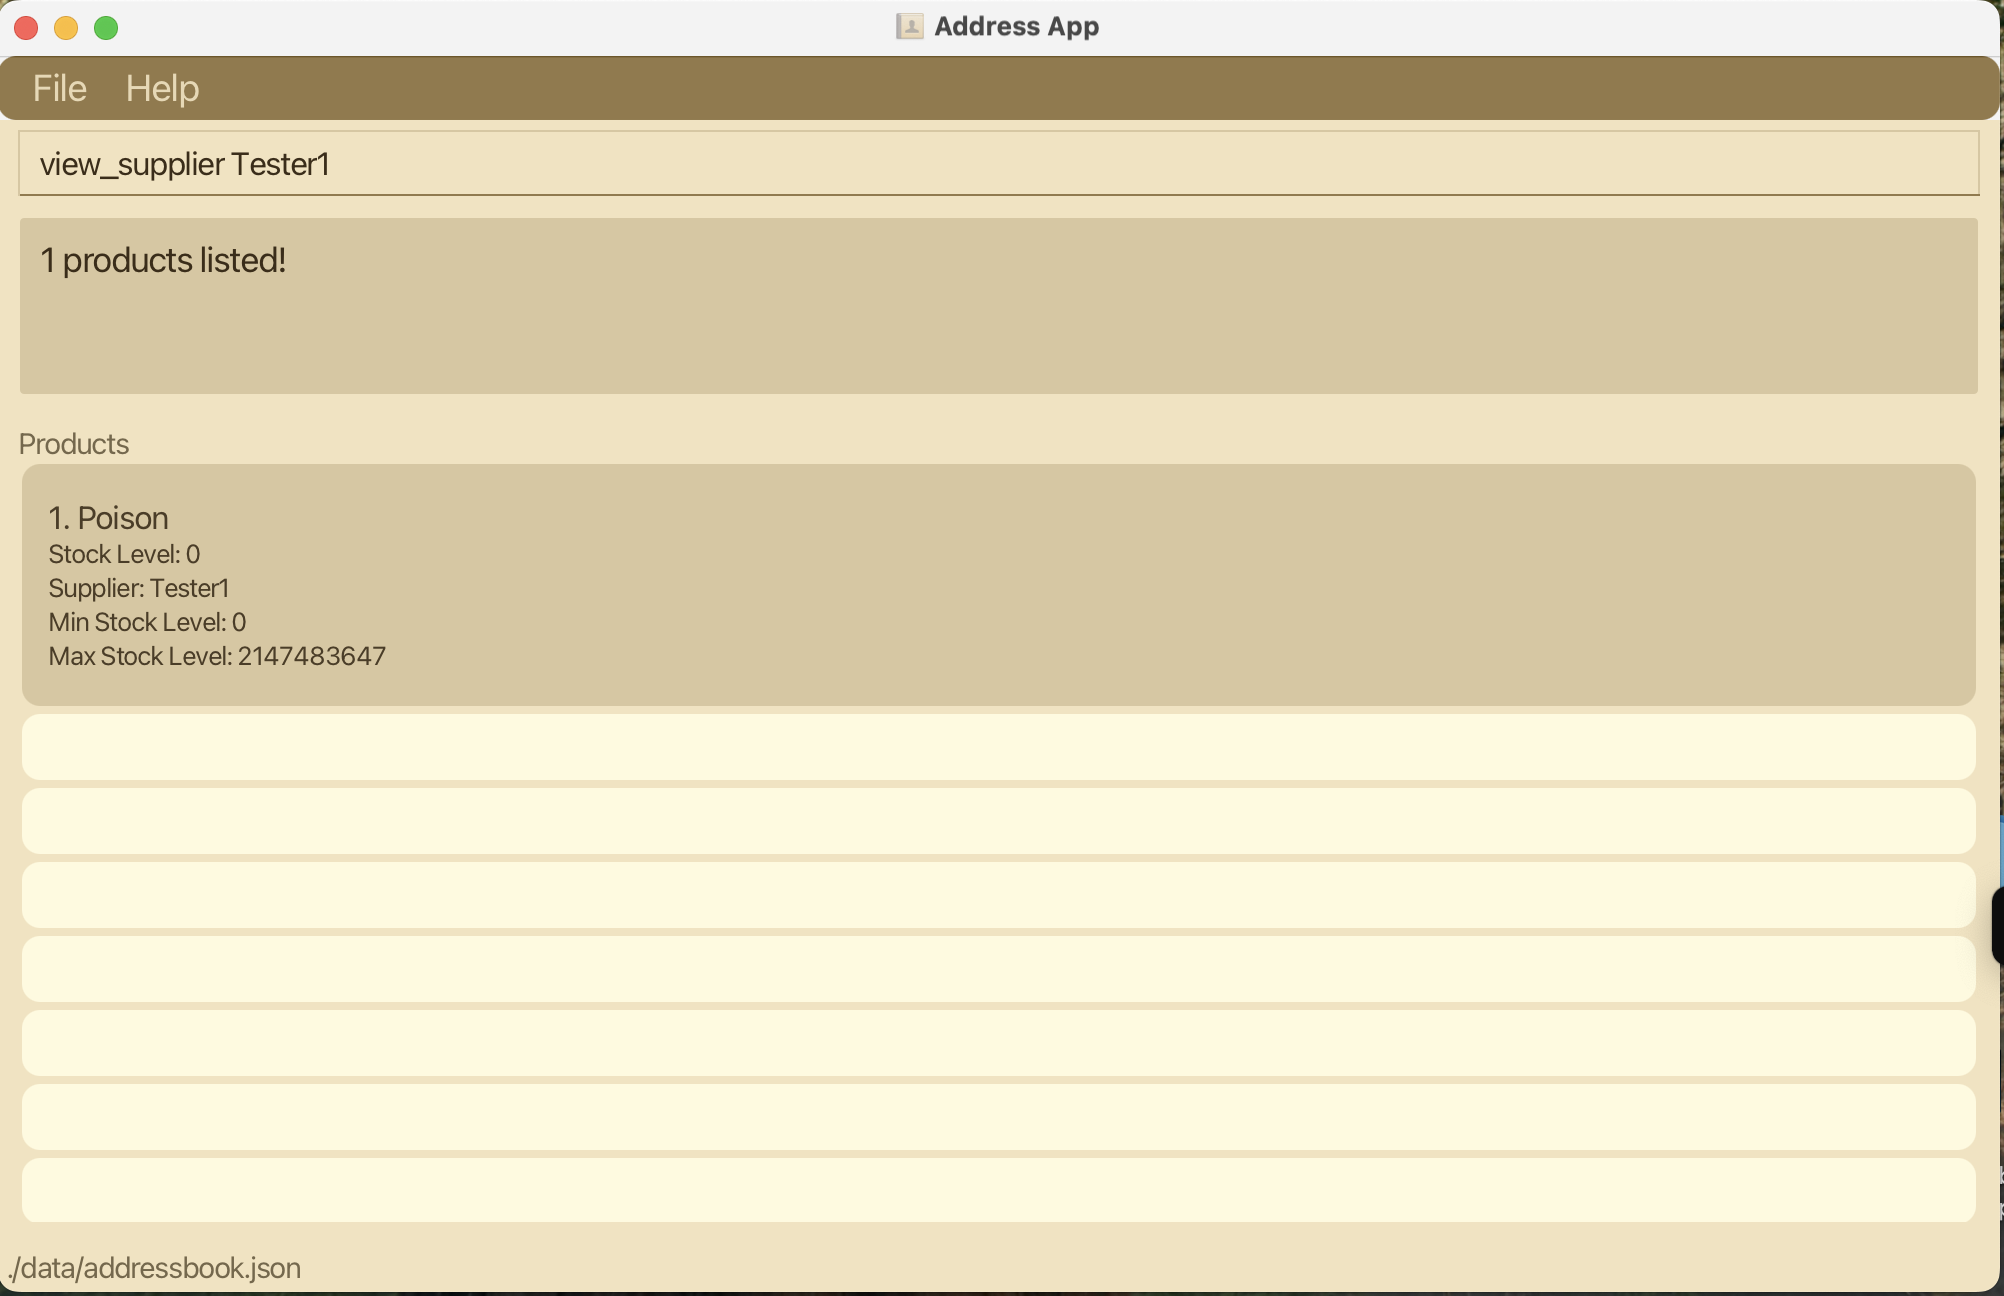 Address App
File Help
view_supplier Tester1
1 products listed!
Products
1. Poison
Stock Level: 0
Supplier: Tester1
Min Stock Level: 0
Max Stock Level: 2147483647
./data/addressbook.json